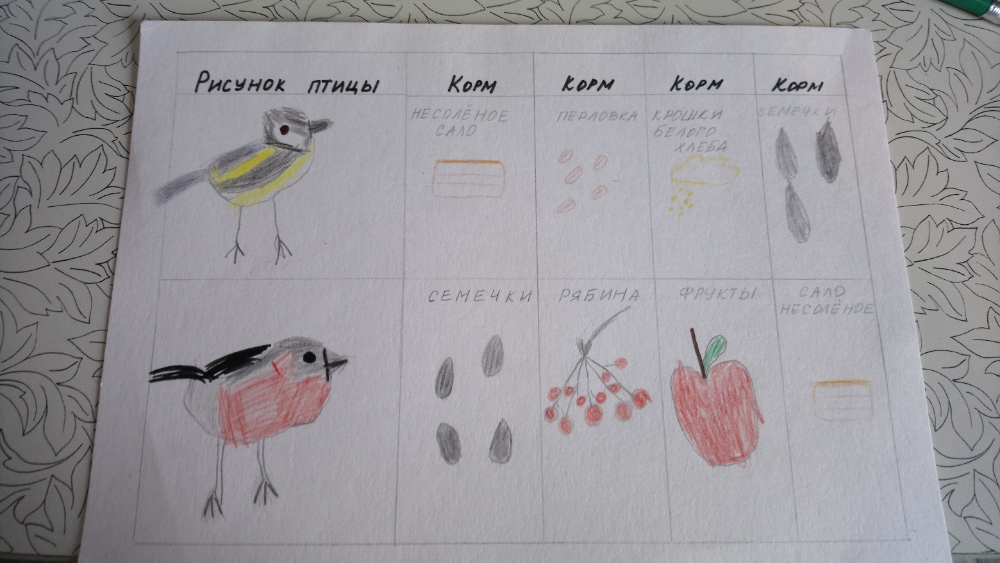 Рисунок птицы Корм Корм Корм Корм
НЕСОЛЁНОЕ
САЛО
ПЕРЛОВКА
КРОШКИ
БЕЛОГО
ХЛЕБА
СЕМЕЧКИ
СЕМЕЧКИ
РЯБИНА
ФРУКТЫ
САЛО
НЕСОЛЁНОЕ